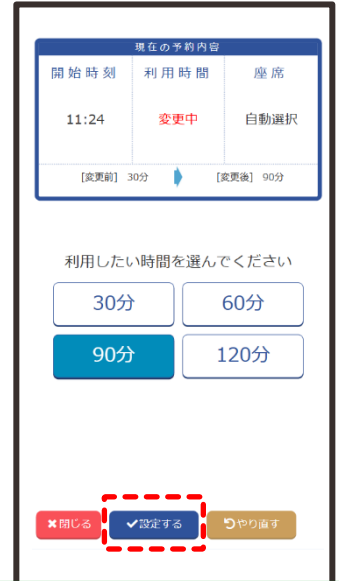 現在の予約内容
開始時刻 利用時間 座席
11:24 変更中 自動選択
[変更前] 30分 [変更後] 90分
利用したい時間を選んでください
30分 60分
90分 120分
✖閉じる ✔設定する やり直す